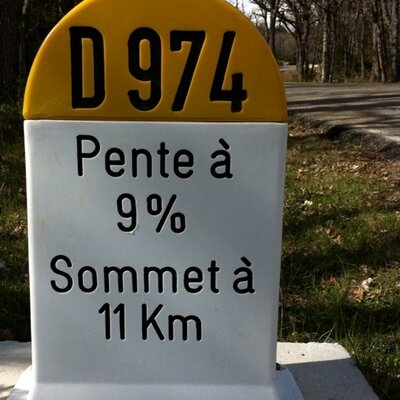 D 974
Pente à
9%
Sommet à
11 Km